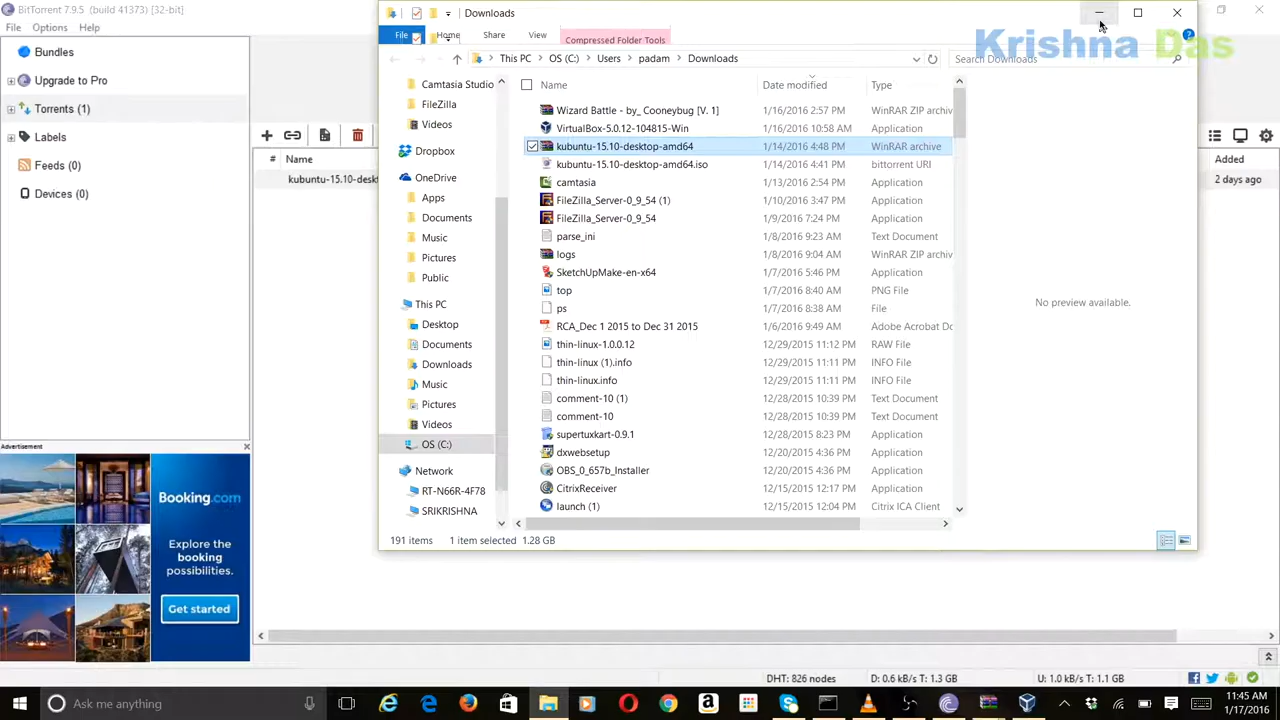 BitTorrent 7.9.5 (build 41373) [32-bit]
File Options Help
Bundles
Upgrade to Pro
Torrents (1)
Labels
Feeds (0)
Devices (0)
# Name
kubuntu-15.10-deskt
Advertisement
Booking.com
Explore the
booking
possibilities.
Get started
Downloads
File Home Share View Compressed Folder Tools
This PC OS (C:) Users padam Downloads
Search Downloads
Krishna Das
Camtasia Studio
FileZilla
Videos
Dropbox
OneDrive
Apps
Documents
Music
Pictures
Public
This PC
Desktop
Documents
Downloads
Music
Pictures
Videos
OS (C:)
Network
RT-N66R-4F78
SRIKRISHNA
Name Date modified Type
Wizard Battle - by_ Cooneybug [V. 1] 1/16/2016 2:57 PM WinRAR ZIP archiv
VirtualBox-5.0.12-104815-Win 1/16/2016 10:58 AM Application
kubuntu-15.10-desktop-amd64 1/14/2016 4:48 PM WinRAR archive
kubuntu-15.10-desktop-amd64.iso 1/14/2016 4:41 PM bittorrent URI
camtasia 1/13/2016 2:54 PM Application
FileZilla_Server-0_9_54 (1) 1/10/2016 3:47 PM Application
FileZilla_Server-0_9_54 1/9/2016 7:24 PM Application
parse_ini 1/8/2016 9:23 AM Text Document
logs 1/8/2016 9:04 AM WinRAR ZIP archiv
SketchUpMake-en-x64 1/7/2016 5:46 PM Application
top 1/7/2016 8:40 AM PNG File
ps 1/7/2016 8:38 AM File
RCA_Dec 1 2015 to Dec 31 2015 1/6/2016 9:49 AM Adobe Acrobat Dc
thin-linux-1.0.0.12 12/29/2015 11:12 PM RAW File
thin-linux (1).info 12/29/2015 11:11 PM INFO File
thin-linux.info 12/29/2015 11:11 PM INFO File
comment-10 (1) 12/28/2015 10:39 PM Text Document
comment-10 12/28/2015 10:39 PM Text Document
supertuxkart-0.9.1 12/28/2015 8:23 PM Application
dxwebsetup 12/20/2015 4:36 PM Application
OBS_0_657b_Installer 12/20/2015 4:36 PM Application
CitrixReceiver 12/15/2015 12:17 PM Application
launch (1) 12/15/2015 12:04 PM Citrix ICA Client
No preview available.
191 items 1 item selected 1.28 GB
Added
2 days ago
DHT: 826 nodes D: 0.6 kB/s T: 1.3 GB U: 1.0 kB/s T: 1.1 GB
Ask me anything
11:45 AM
1/17/2016